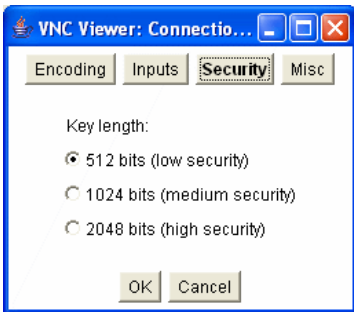 VNC Viewer: Connectio...
Encoding Inputs Security Misc
Key length:
512 bits (low security)
1024 bits (medium security)
2048 bits (high security)
OK Cancel